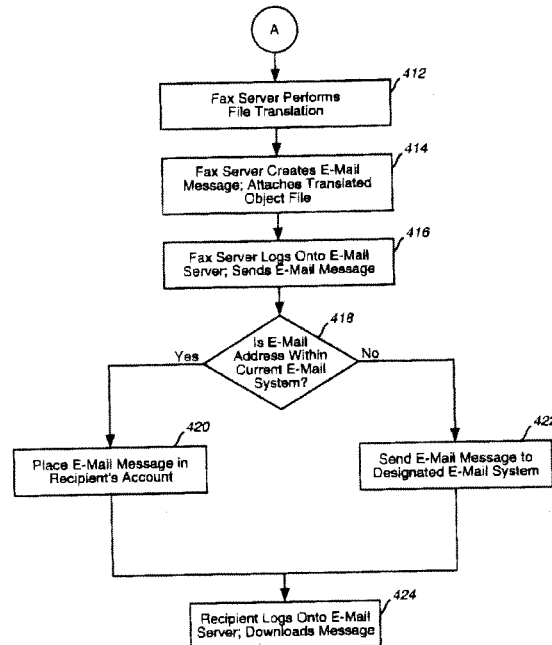 A
412
Fax Server Performs
File Translation
414
Fax Server Creates E-Mail
Message; Attaches Translated
Object File
416
Fax Server Logs Onto E-Mail
Server; Sends E-Mail Message
418
Is E-Mail
Address Within
Current E-Mail
System?
Yes
No
420
Place E-Mail Message in
Recipient's Account
422
Send E-Mail Message to
Designated E-Mail System
424
Recipient Logs Onto E-Mail
Server; Downloads Message